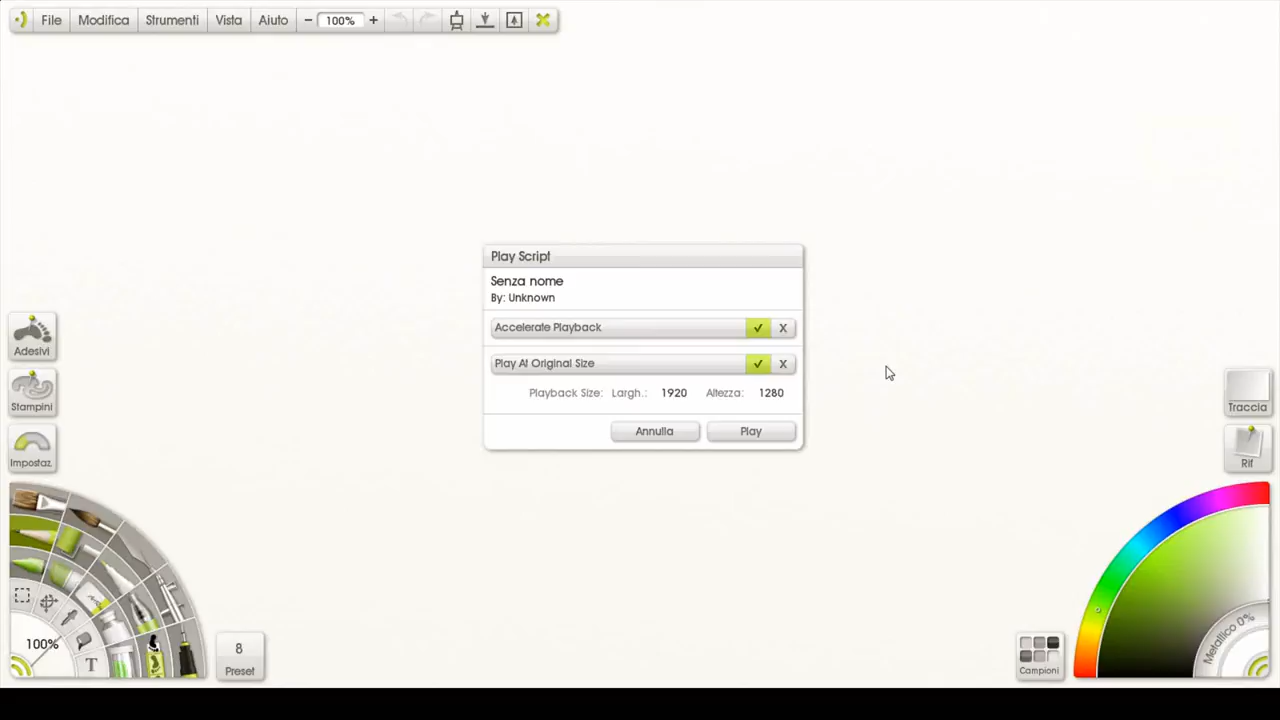 File Modifica Strumenti Vista Aiuto − 100% +
Play Script
Senza nome
By: Unknown
Accelerate Playback ✓ X
Play At Original Size ✓ X
Playback Size: Largh.: 1920 Altezza: 1280
Annulla Play
Adesivi
Stampini
Impostaz.
Traccia
Rif
100%
T
8
Preset
Campioni
Metallico 0%